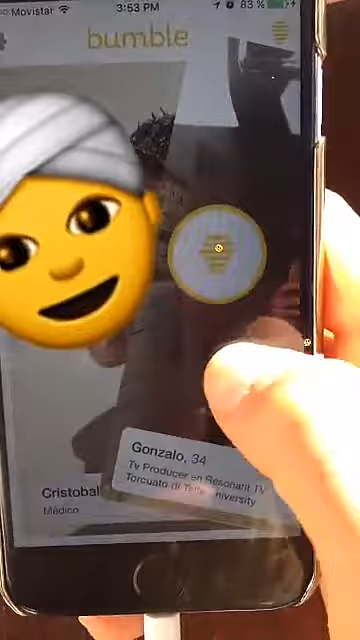 Movistar 3:53 PM 83 %
bumble
Gonzalo, 34
Tv Producer en Resonant TV
Torcuato di Tella University
Cristobal
Médico